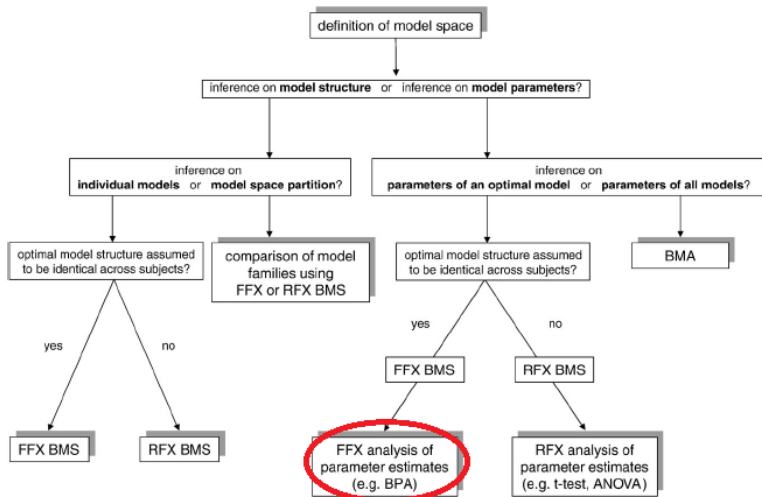 definition of model space
inference on model structure or inference on model parameters?
inference on
individual models or model space partition?
inference on
parameters of an optimal model or parameters of all models?
optimal model structure assumed
to be identical across subjects?
comparison of model
families using
FFX or RFX BMS
optimal model structure assumed
to be identical across subjects?
BMA
yes
no
yes
no
FFX BMS
RFX BMS
FFX BMS
RFX BMS
FFX analysis of
parameter estimates
(e.g. BPA)
RFX analysis of
parameter estimates
(e.g. t-test, ANOVA)